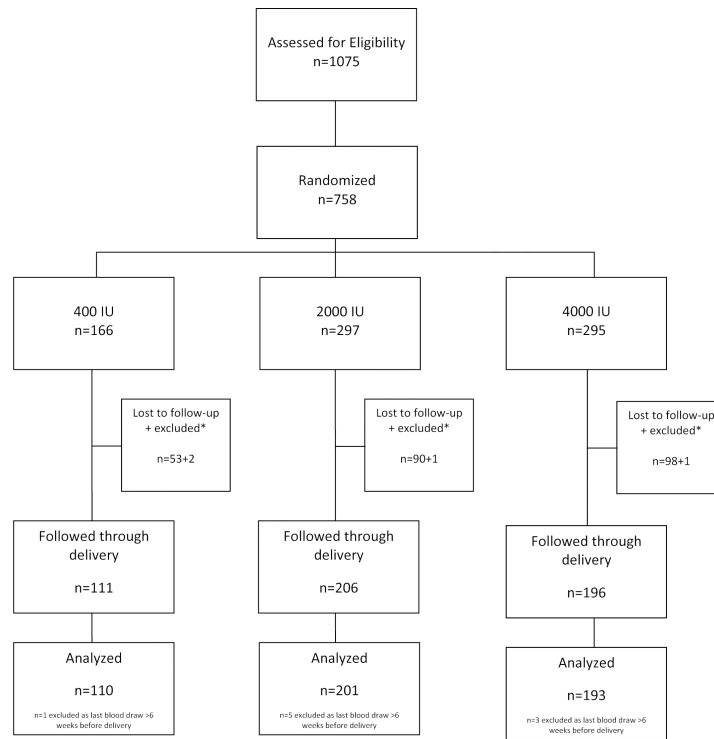 Assessed for Eligibility
n=1075
Randomized
n=758
400 IU
n=166
2000 IU
n=297
4000 IU
n=295
Lost to follow-up
+ excluded*
n=53+2
Lost to follow-up
+ excluded*
n=90+1
Lost to follow-up
+ excluded*
n=98+1
Followed through
delivery
n=111
Followed through
delivery
n=206
Followed through
delivery
n=196
Analyzed
n=110
n=1 excluded as last blood draw >6
weeks before delivery
Analyzed
n=201
n=5 excluded as last blood draw >6
weeks before delivery
Analyzed
n=193
n=3 excluded as last blood draw >6
weeks before delivery